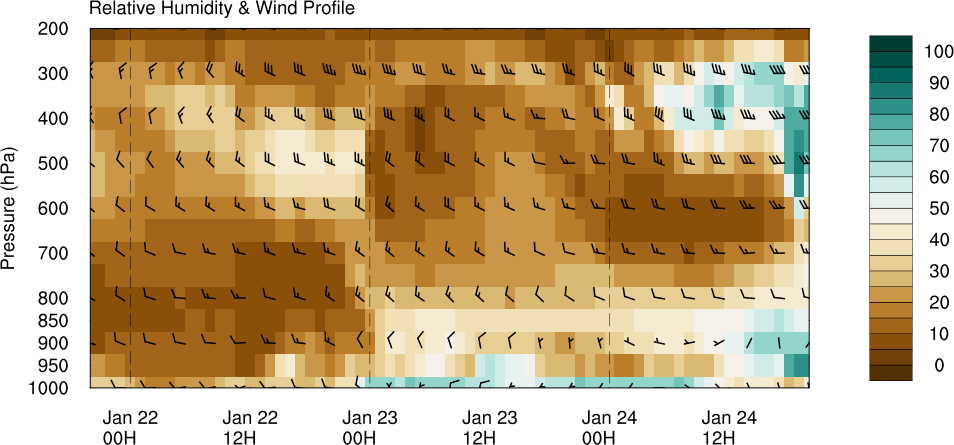 Relative Humidity & Wind Profile
Pressure (hPa)
200
300
400
500
600
700
800
850
900
950
1000
Jan 22
00H
Jan 22
12H
Jan 23
00H
Jan 23
12H
Jan 24
00H
Jan 24
12H
100
90
80
70
60
50
40
30
20
10
0